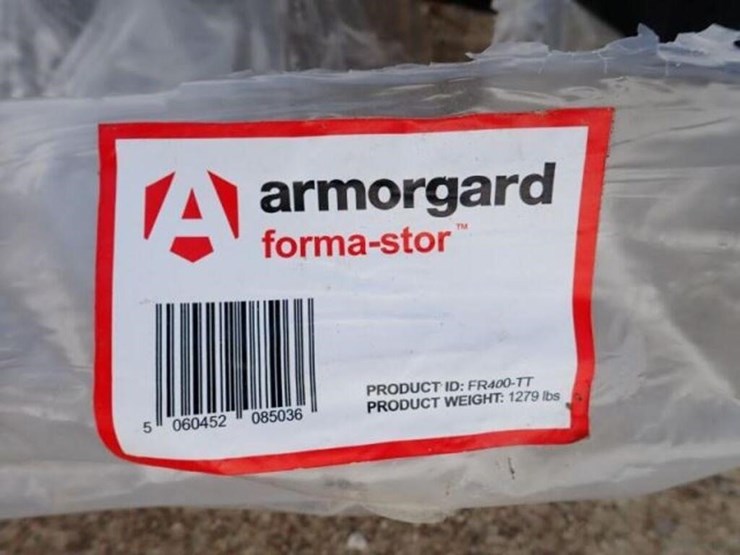 armorgard
forma-stor™
5 060452 085036
PRODUCT ID: FR400-TT
PRODUCT WEIGHT: 1279 lbs